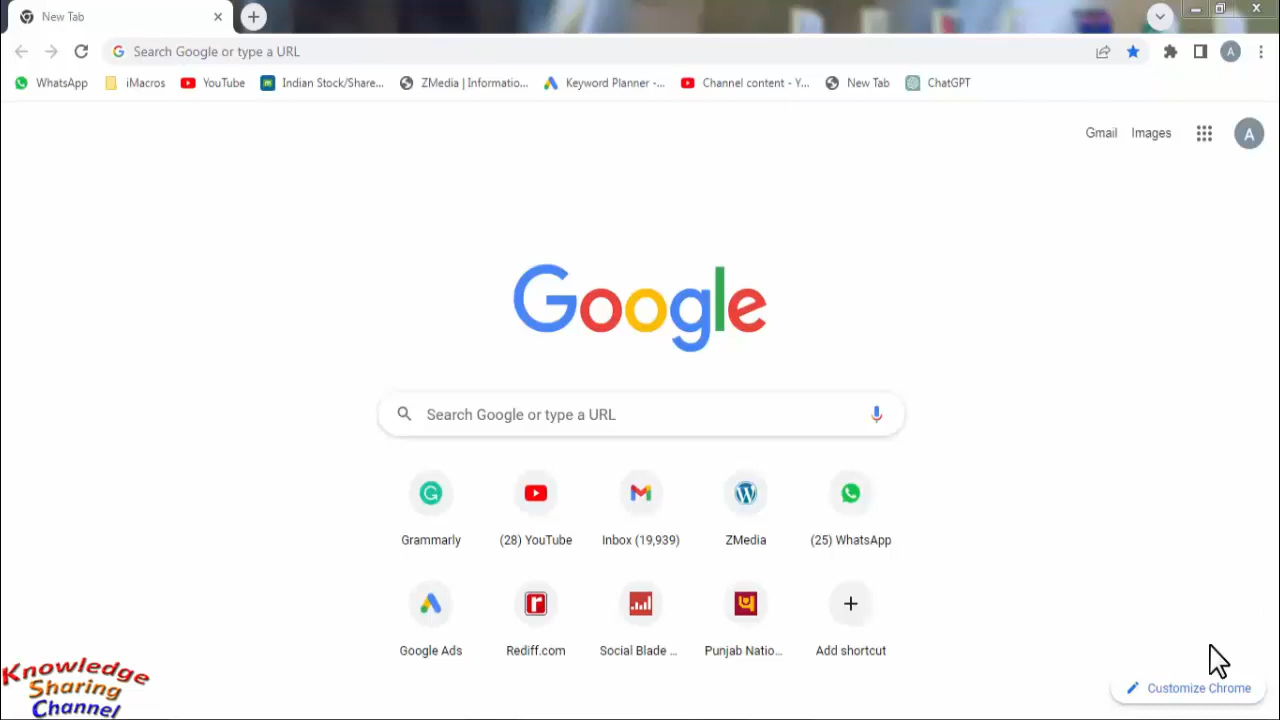 New Tab
Search Google or type a URL
WhatsApp iMacros YouTube Indian Stock/Share... ZMedia | Informatio... Keyword Planner -... Channel content - Y... New Tab ChatGPT
A
Gmail Images A
Google
Search Google or type a URL
Grammarly (28) YouTube Inbox (19,939) ZMedia (25) WhatsApp
Google Ads Rediff.com Social Blade ... Punjab Natio... Add shortcut
Customize Chrome
Knowledge
Sharing
Channel